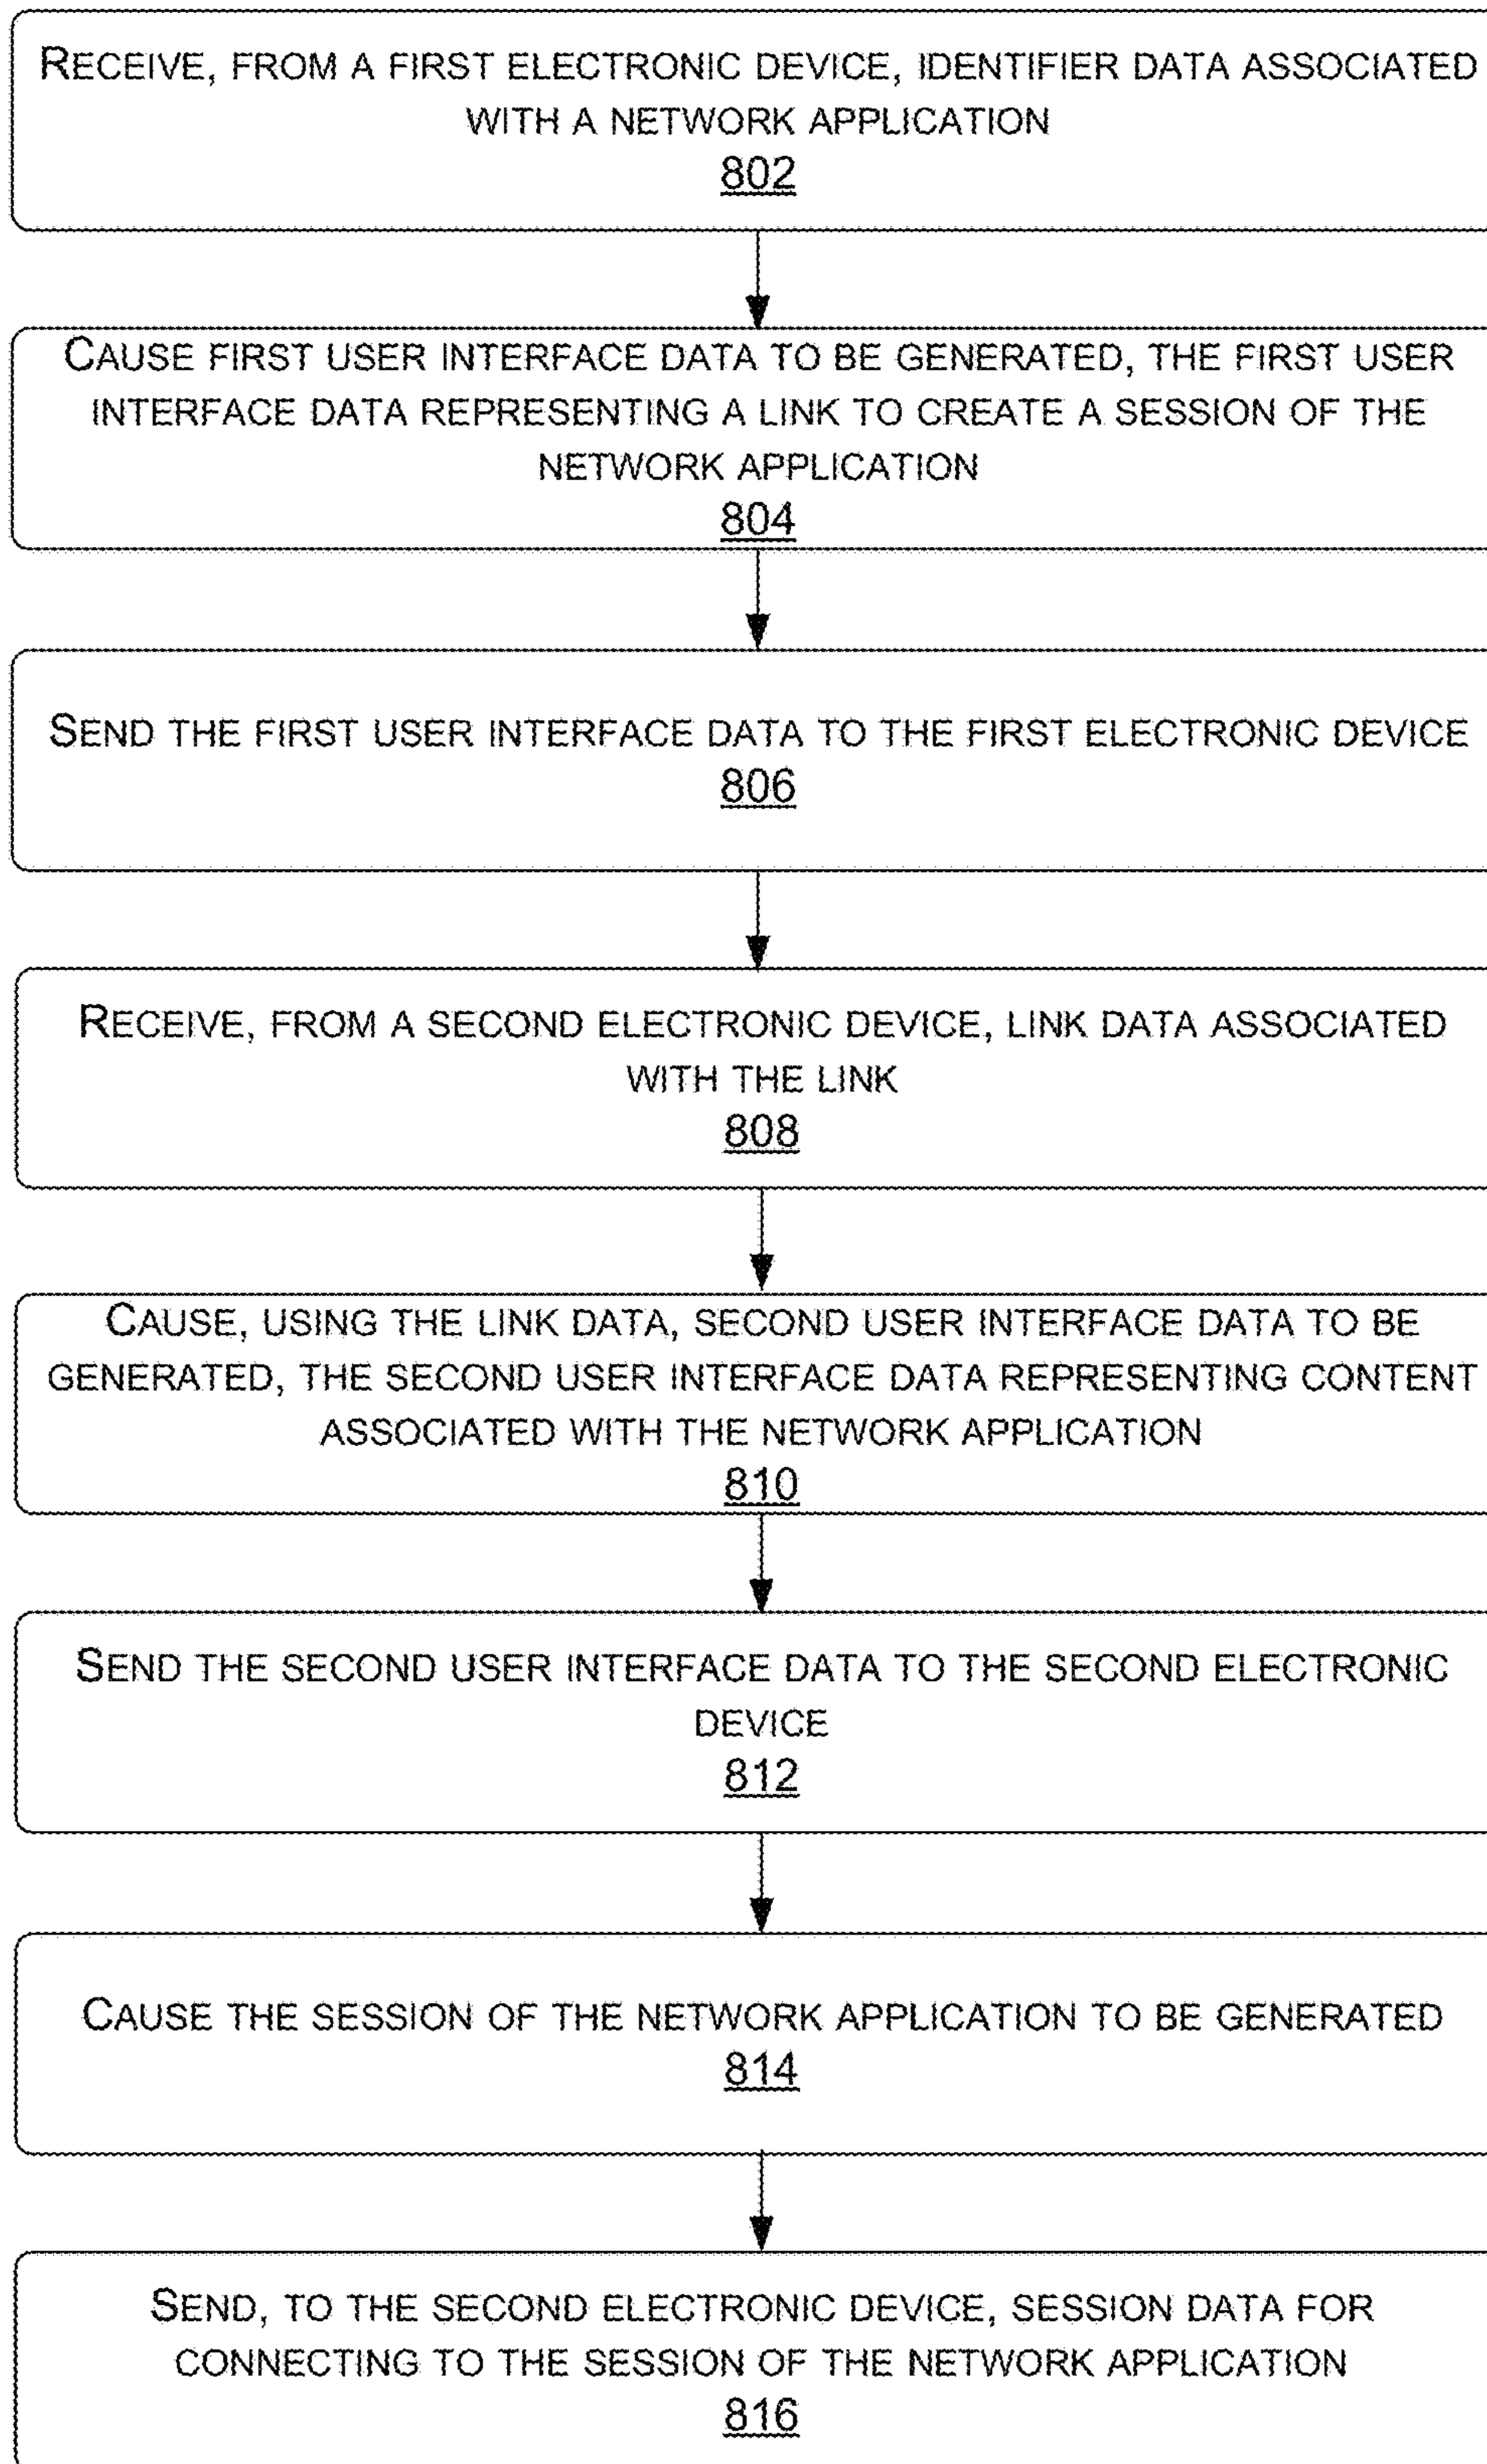 RECEIVE, FROM A FIRST ELECTRONIC DEVICE, IDENTIFIER DATA ASSOCIATED
WITH A NETWORK APPLICATION
802
CAUSE FIRST USER INTERFACE DATA TO BE GENERATED, THE FIRST USER
INTERFACE DATA REPRESENTING A LINK TO CREATE A SESSION OF THE
NETWORK APPLICATION
804
SEND THE FIRST USER INTERFACE DATA TO THE FIRST ELECTRONIC DEVICE
806
RECEIVE, FROM A SECOND ELECTRONIC DEVICE, LINK DATA ASSOCIATED
WITH THE LINK
808
CAUSE, USING THE LINK DATA, SECOND USER INTERFACE DATA TO BE
GENERATED, THE SECOND USER INTERFACE DATA REPRESENTING CONTENT
ASSOCIATED WITH THE NETWORK APPLICATION
810
SEND THE SECOND USER INTERFACE DATA TO THE SECOND ELECTRONIC
DEVICE
812
CAUSE THE SESSION OF THE NETWORK APPLICATION TO BE GENERATED
814
SEND, TO THE SECOND ELECTRONIC DEVICE, SESSION DATA FOR
CONNECTING TO THE SESSION OF THE NETWORK APPLICATION
816